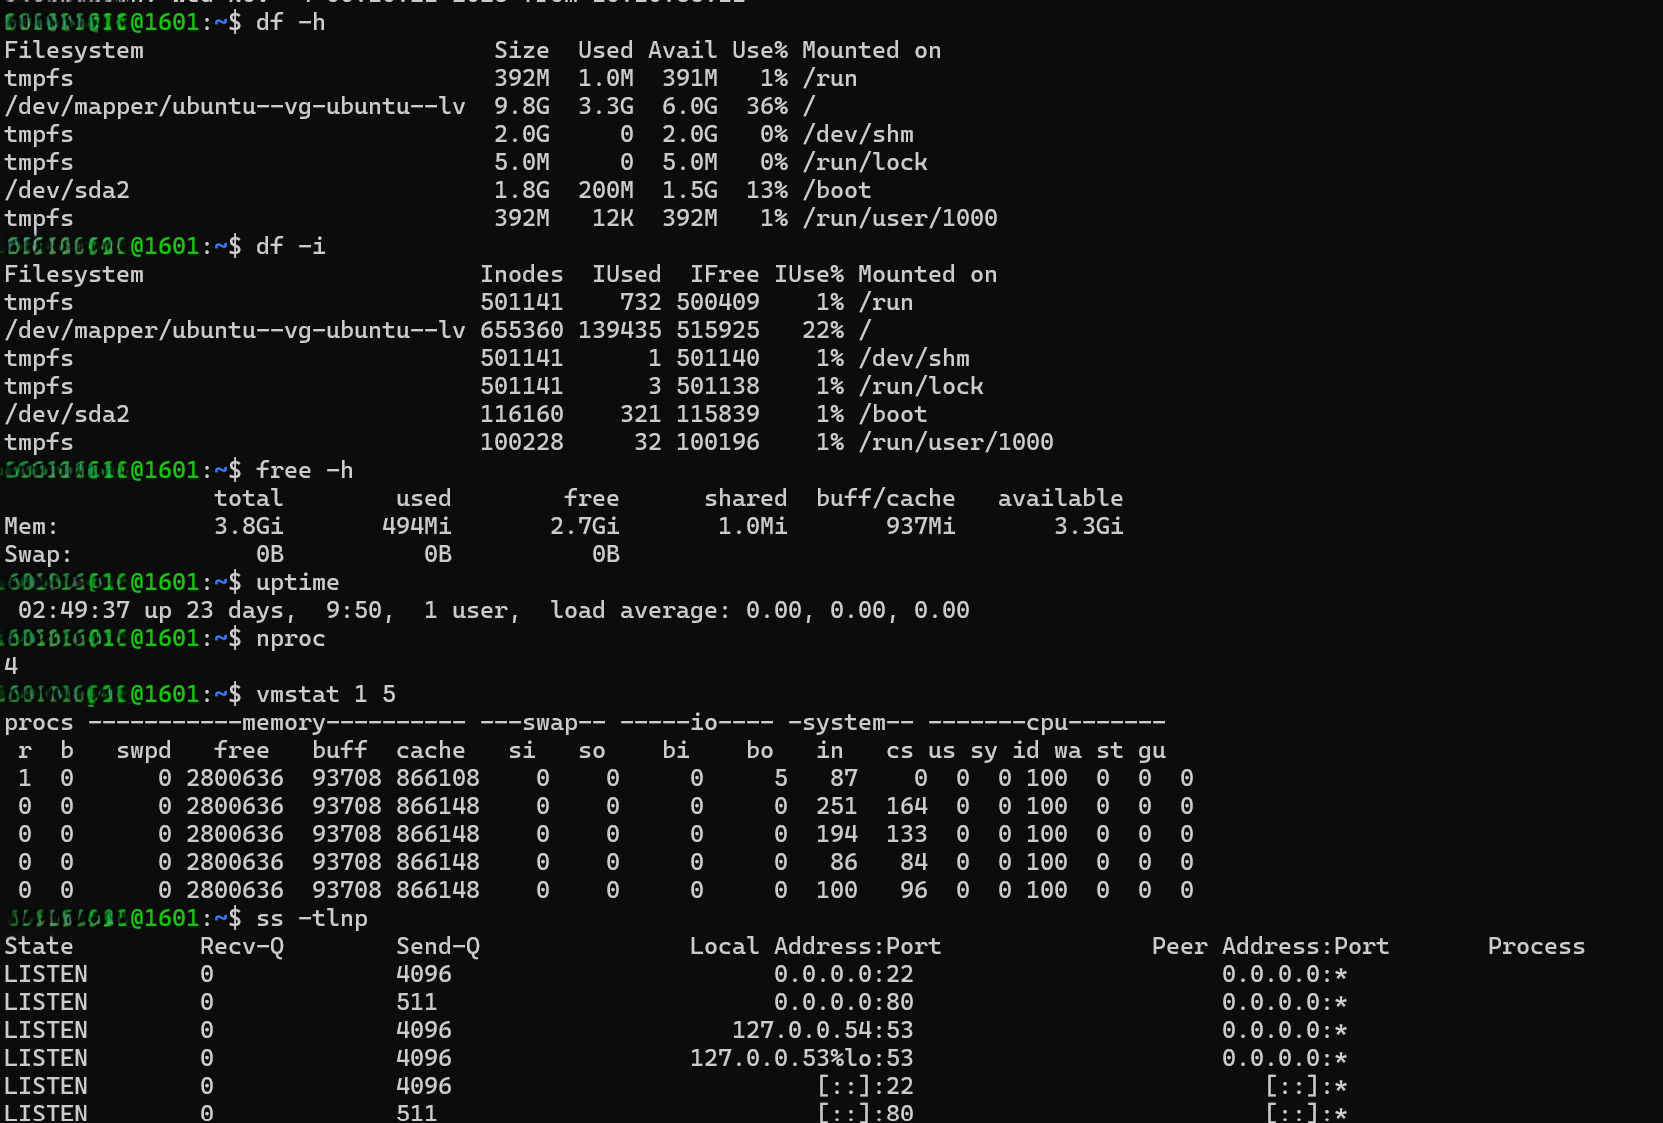 @1601:~$ df -h
Filesystem                         Size  Used Avail Use% Mounted on
tmpfs                              392M  1.0M  391M   1% /run
/dev/mapper/ubuntu--vg-ubuntu--lv  9.8G  3.3G  6.0G  36% /
tmpfs                              2.0G     0  2.0G   0% /dev/shm
tmpfs                              5.0M     0  5.0M   0% /run/lock
/dev/sda2                          1.8G  200M  1.5G  13% /boot
tmpfs                              392M   12K  392M   1% /run/user/1000
@1601:~$ df -i
Filesystem                        Inodes  IUsed  IFree IUse% Mounted on
tmpfs                             501141    732 500409    1% /run
/dev/mapper/ubuntu--vg-ubuntu--lv 655360 139435 515925   22% /
tmpfs                             501141      1 501140    1% /dev/shm
tmpfs                             501141      3 501138    1% /run/lock
/dev/sda2                         116160    321 115839    1% /boot
tmpfs                             100228     32 100196    1% /run/user/1000
@1601:~$ free -h
               total        used        free      shared  buff/cache   available
Mem:           3.8Gi       494Mi       2.7Gi       1.0Mi       937Mi       3.3Gi
Swap:             0B          0B          0B
@1601:~$ uptime
 02:49:37 up 23 days,  9:50,  1 user,  load average: 0.00, 0.00, 0.00
@1601:~$ nproc
4
@1601:~$ vmstat 1 5
procs -----------memory---------- ---swap-- -----io---- -system-- -------cpu-------
 r  b   swpd   free   buff  cache   si   so    bi    bo   in   cs us sy id wa st gu
 1  0      0 2800636  93708 866108    0    0     0     5   87    0  0  0 100  0  0  0
 0  0      0 2800636  93708 866148    0    0     0     0  251  164  0  0 100  0  0  0
 0  0      0 2800636  93708 866148    0    0     0     0  194  133  0  0 100  0  0  0
 0  0      0 2800636  93708 866148    0    0     0     0   86   84  0  0 100  0  0  0
 0  0      0 2800636  93708 866148    0    0     0     0  100   96  0  0 100  0  0  0
@1601:~$ ss -tlnp
State         Recv-Q        Send-Q               Local Address:Port               Peer Address:Port       Process
LISTEN        0             4096                       0.0.0.0:22                      0.0.0.0:*
LISTEN        0             511                        0.0.0.0:80                      0.0.0.0:*
LISTEN        0             4096                    127.0.0.54:53                      0.0.0.0:*
LISTEN        0             4096                 127.0.0.53%lo:53                      0.0.0.0:*
LISTEN        0             4096                          [::]:22                         [::]:*
LISTEN        0             511                           [::]:80                         [::]:*